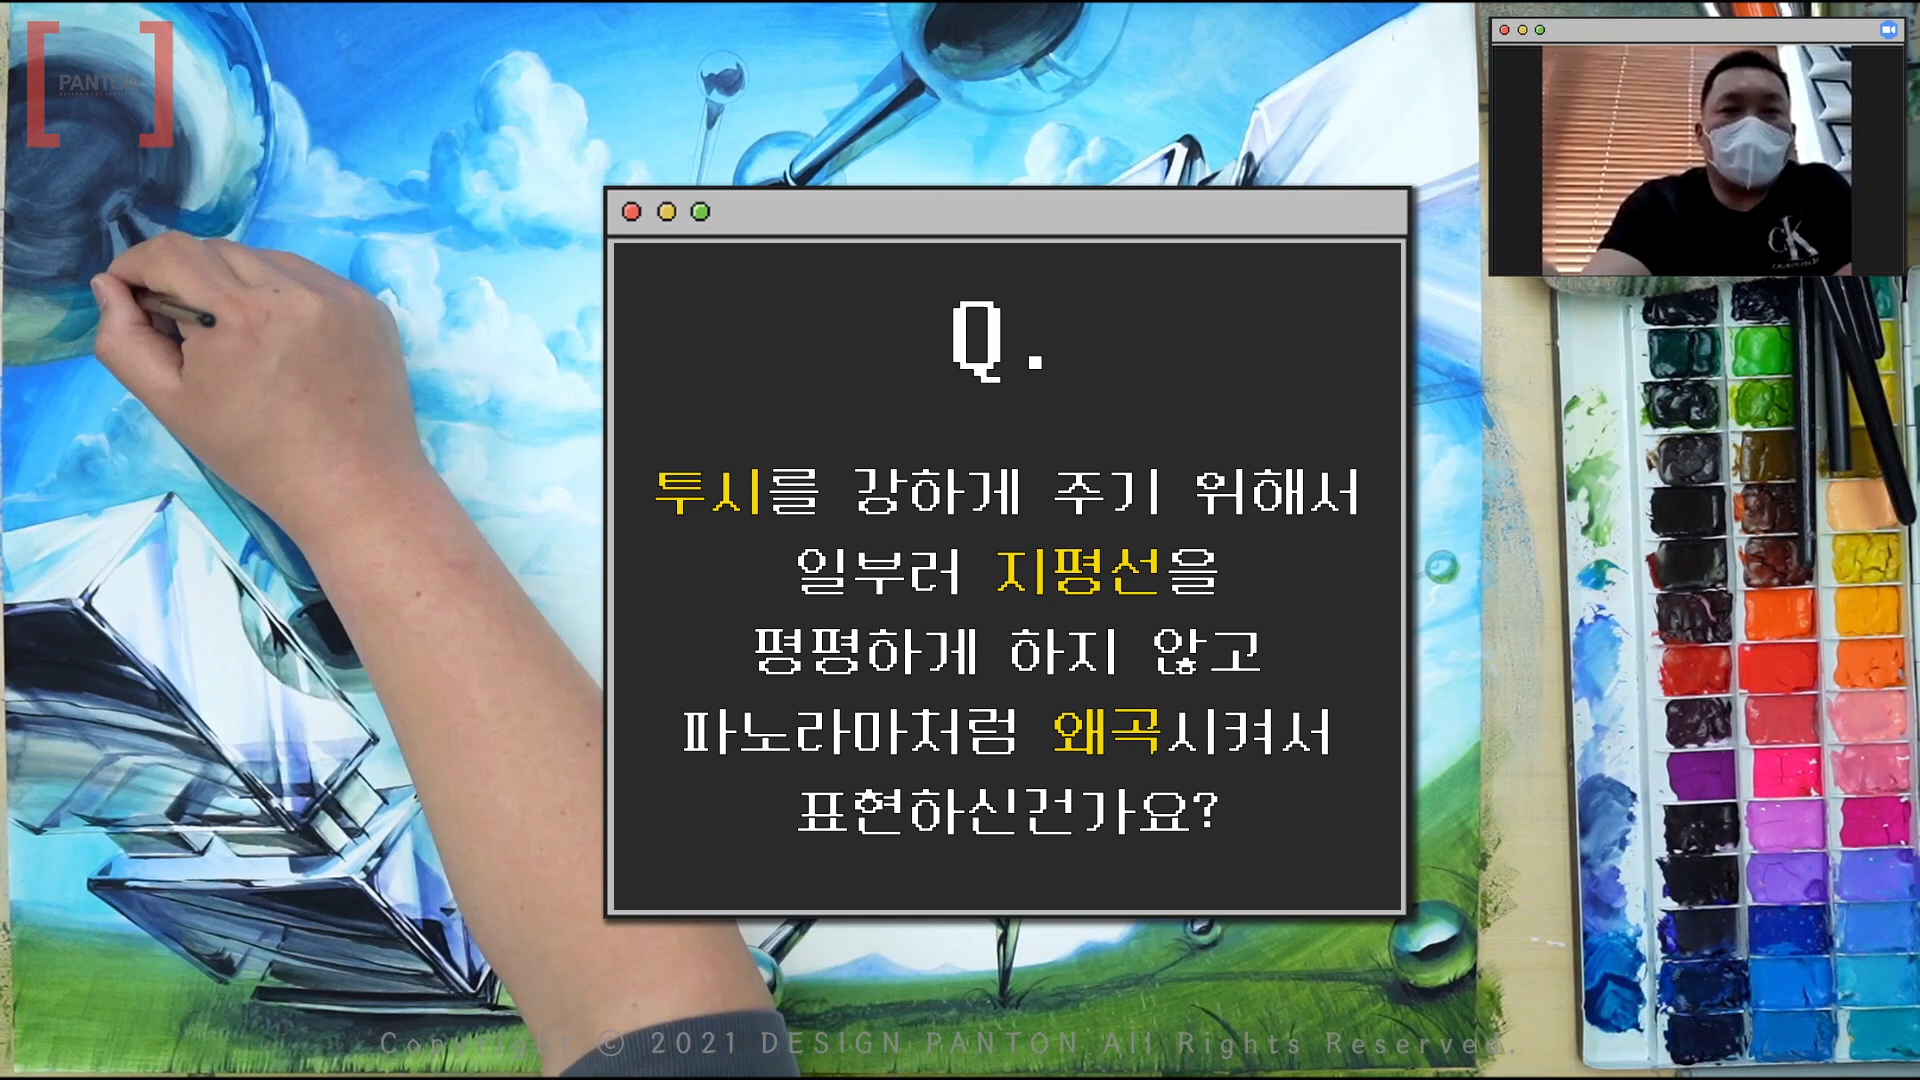 PANTON
Q.
투시를 강하게 주기 위해서
일부러 지평선을
평평하게 하지 않고
파노라마처럼 왜곡시켜서
표현하신건가요?
CK
Copyright © 2021 DESIGN PANTON All Rights Reserved.